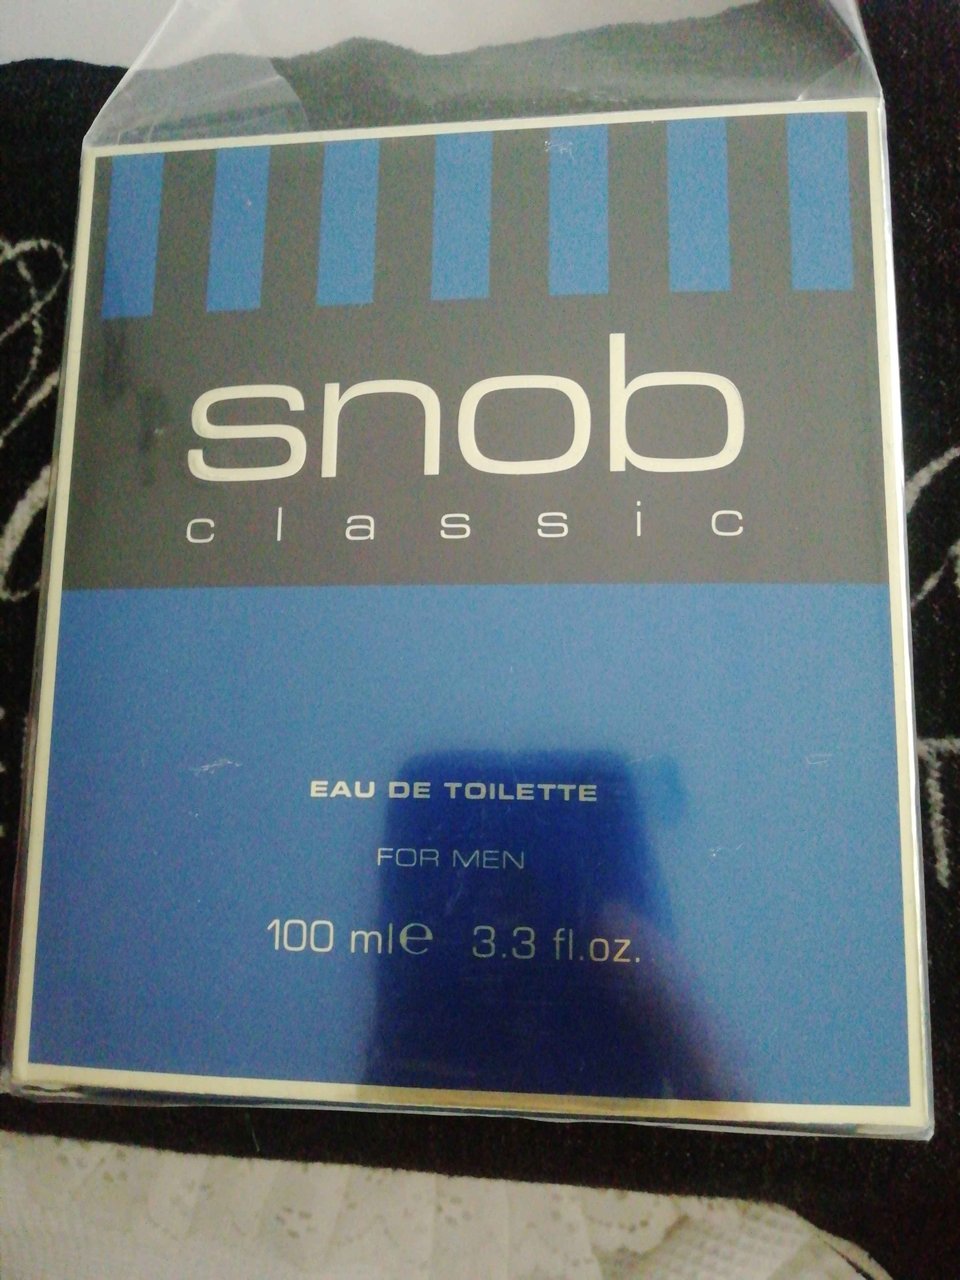 snob
classic
EAU DE TOILETTE
FOR MEN
100 ml℮ 3.3 fl.oz.